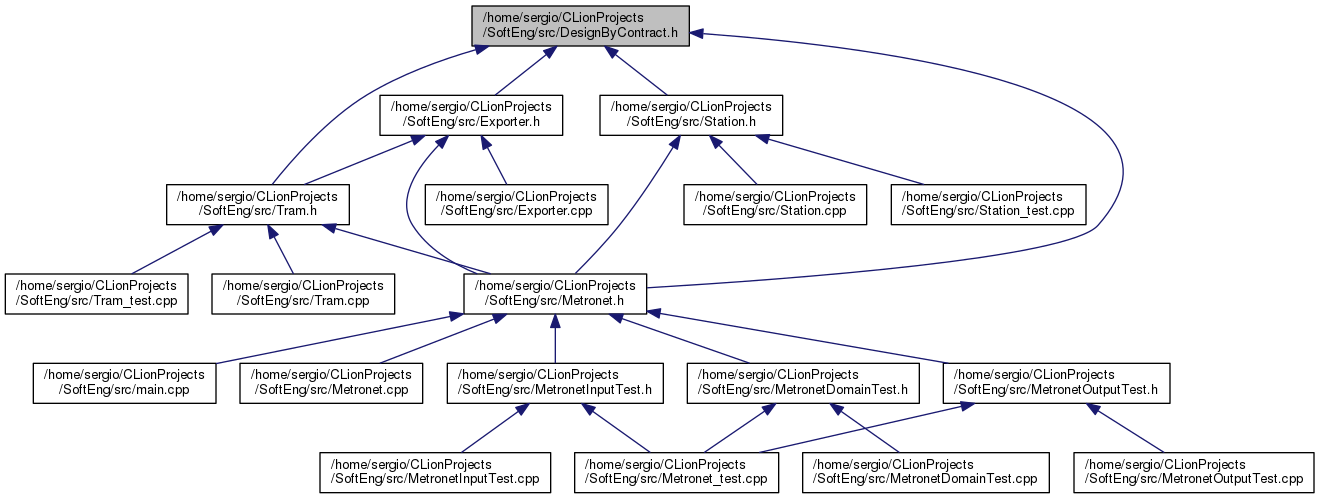 /home/sergio/CLionProjects
/SoftEng/src/DesignByContract.h
/home/sergio/CLionProjects
/SoftEng/src/Exporter.h
/home/sergio/CLionProjects
/SoftEng/src/Station.h
/home/sergio/CLionProjects
/SoftEng/src/Tram.h
/home/sergio/CLionProjects
/SoftEng/src/Exporter.cpp
/home/sergio/CLionProjects
/SoftEng/src/Station.cpp
/home/sergio/CLionProjects
/SoftEng/src/Station_test.cpp
/home/sergio/CLionProjects
/SoftEng/src/Tram_test.cpp
/home/sergio/CLionProjects
/SoftEng/src/Tram.cpp
/home/sergio/CLionProjects
/SoftEng/src/Metronet.h
/home/sergio/CLionProjects
/SoftEng/src/main.cpp
/home/sergio/CLionProjects
/SoftEng/src/Metronet.cpp
/home/sergio/CLionProjects
/SoftEng/src/MetronetInputTest.h
/home/sergio/CLionProjects
/SoftEng/src/MetronetDomainTest.h
/home/sergio/CLionProjects
/SoftEng/src/MetronetOutputTest.h
/home/sergio/CLionProjects
/SoftEng/src/MetronetInputTest.cpp
/home/sergio/CLionProjects
/SoftEng/src/Metronet_test.cpp
/home/sergio/CLionProjects
/SoftEng/src/MetronetDomainTest.cpp
/home/sergio/CLionProjects
/SoftEng/src/MetronetOutputTest.cpp